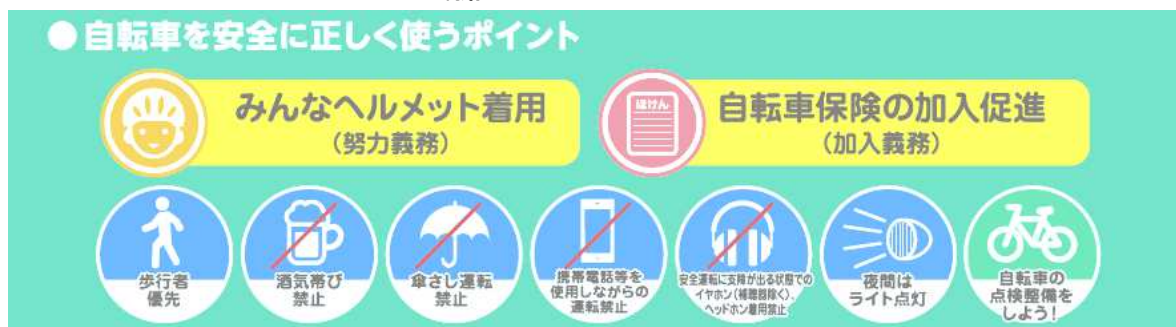 ●自転車を安全に正しく使うポイント
みんなヘルメット着用
(努力義務)
ほけん
自転車保険の加入促進
(加入義務)
歩行者
優先
酒気帯び
禁止
傘さし運転
禁止
携帯電話等を
使用しながらの
運転禁止
安全運転に支障が出る状態での
イヤホン(補聴器除く)、
ヘッドホン着用禁止
夜間は
ライト点灯
自転車の
点検整備を
しよう!